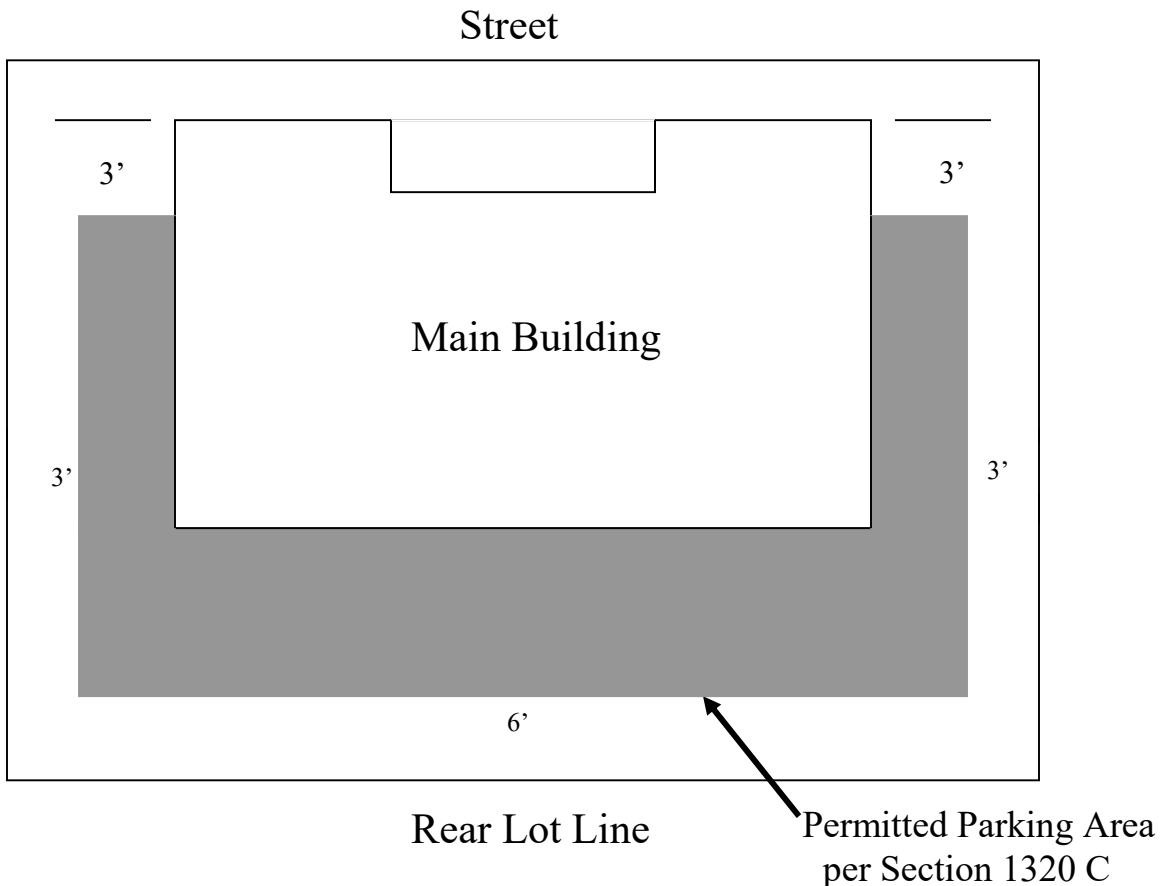 Street
3’
3’
Main Building
3’
3’
6’
Rear Lot Line
Permitted Parking Area
per Section 1320 C